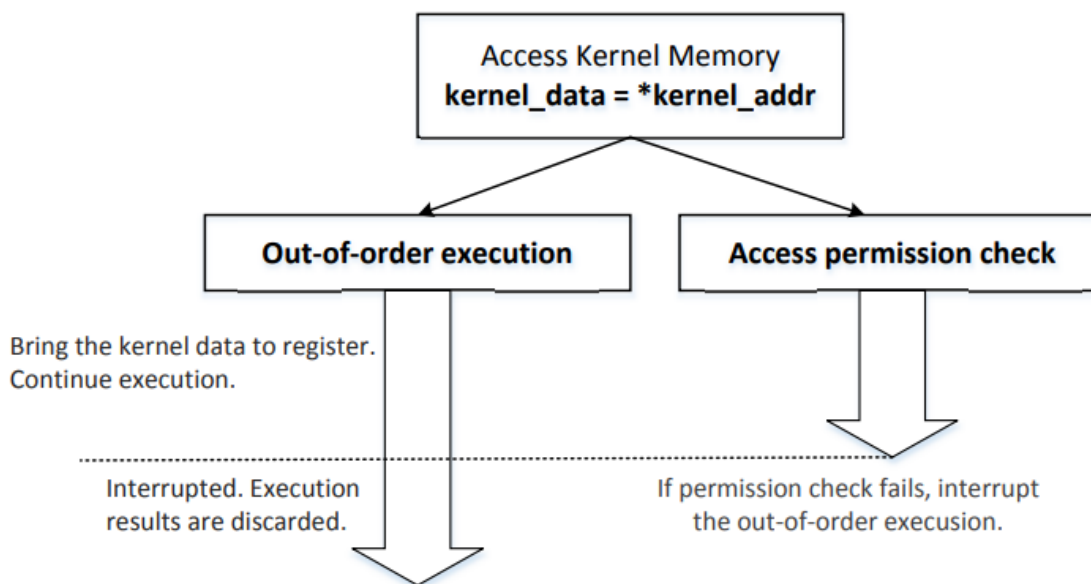 Access Kernel Memory
kernel_data = *kernel_addr
Out-of-order execution
Access permission check
Bring the kernel data to register.
Continue execution.
Interrupted. Execution
results are discarded.
If permission check fails, interrupt
the out-of-order execusion.